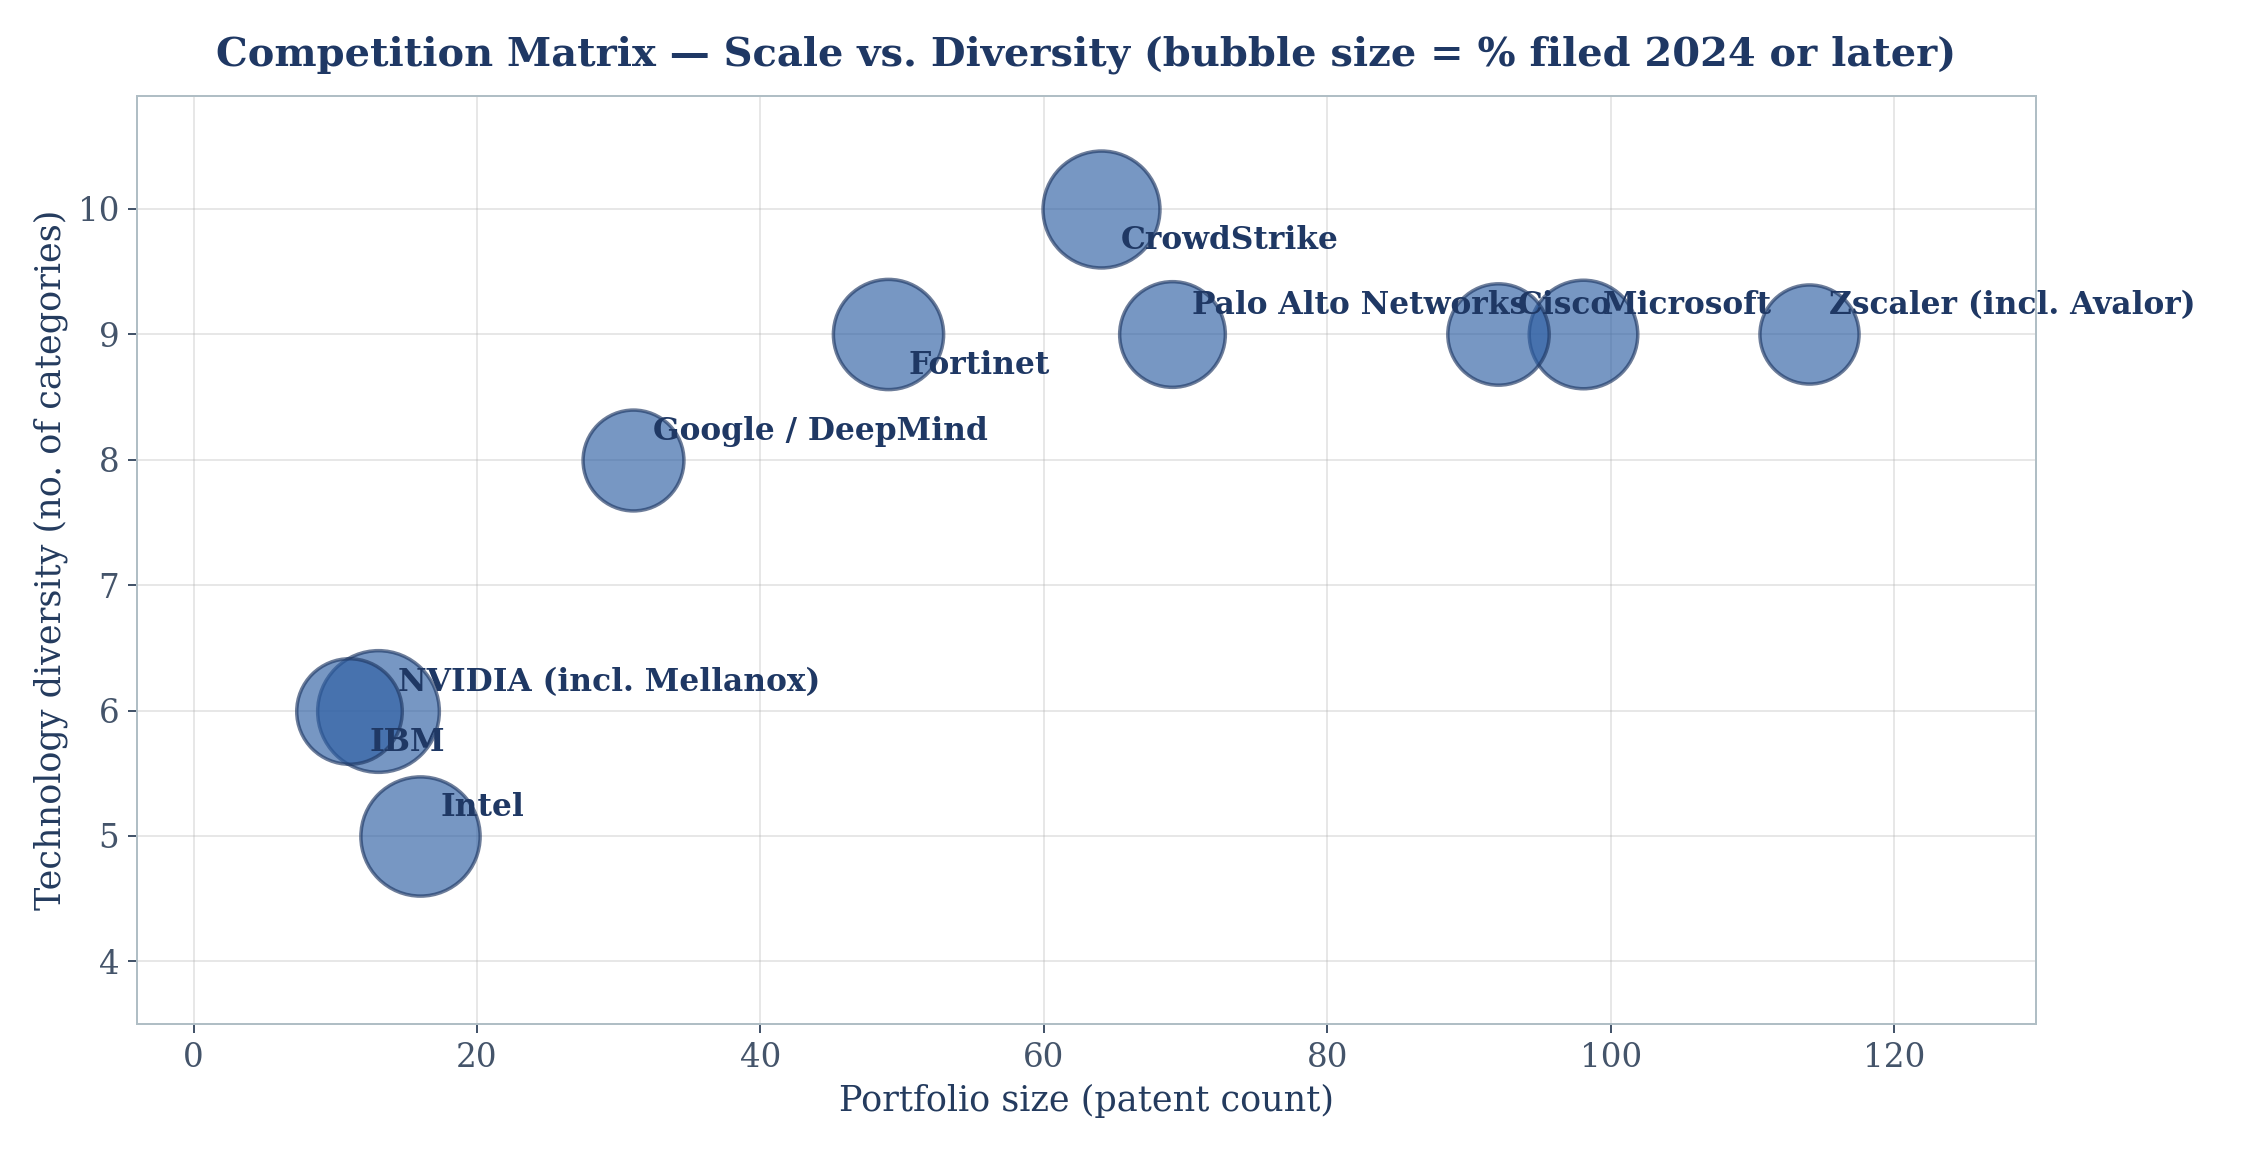 Competition Matrix — Scale vs. Diversity (bubble size = % filed 2024 or later)
Technology diversity (no. of categories)
10
9
8
7
6
5
4
CrowdStrike
Palo Alto Networks
Cisco
Microsoft
Zscaler (incl. Avalor)
Fortinet
Google / DeepMind
NVIDIA (incl. Mellanox)
IBM
Intel
0 20 40 60 80 100 120
Portfolio size (patent count)